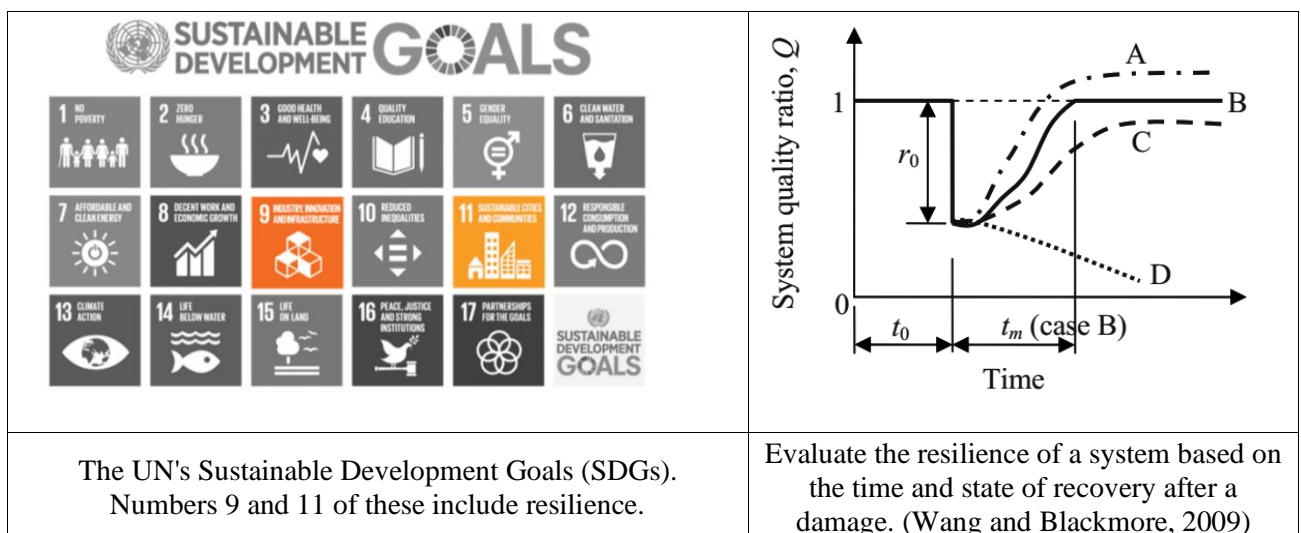 SUSTAINABLE DEVELOPMENT GOALS
1 NO POVERTY
2 ZERO HUNGER
3 GOOD HEALTH AND WELL-BEING
4 QUALITY EDUCATION
5 GENDER EQUALITY
6 CLEAN WATER AND SANITATION
7 AFFORDABLE AND CLEAN ENERGY
8 DECENT WORK AND ECONOMIC GROWTH
9 INDUSTRY, INNOVATION AND INFRASTRUCTURE
10 REDUCED INEQUALITIES
11 SUSTAINABLE CITIES AND COMMUNITIES
12 RESPONSIBLE CONSUMPTION AND PRODUCTION
13 CLIMATE ACTION
14 LIFE BELOW WATER
15 LIFE ON LAND
16 PEACE, JUSTICE AND STRONG INSTITUTIONS
17 PARTNERSHIPS FOR THE GOALS
SUSTAINABLE
DEVELOPMENT
GOALS
System quality ratio, Q
A
1
B
C
r0
D
0
t0
tm (case B)
Time
The UN's Sustainable Development Goals (SDGs).
Numbers 9 and 11 of these include resilience.
Evaluate the resilience of a system based on
the time and state of recovery after a
damage. (Wang and Blackmore, 2009)